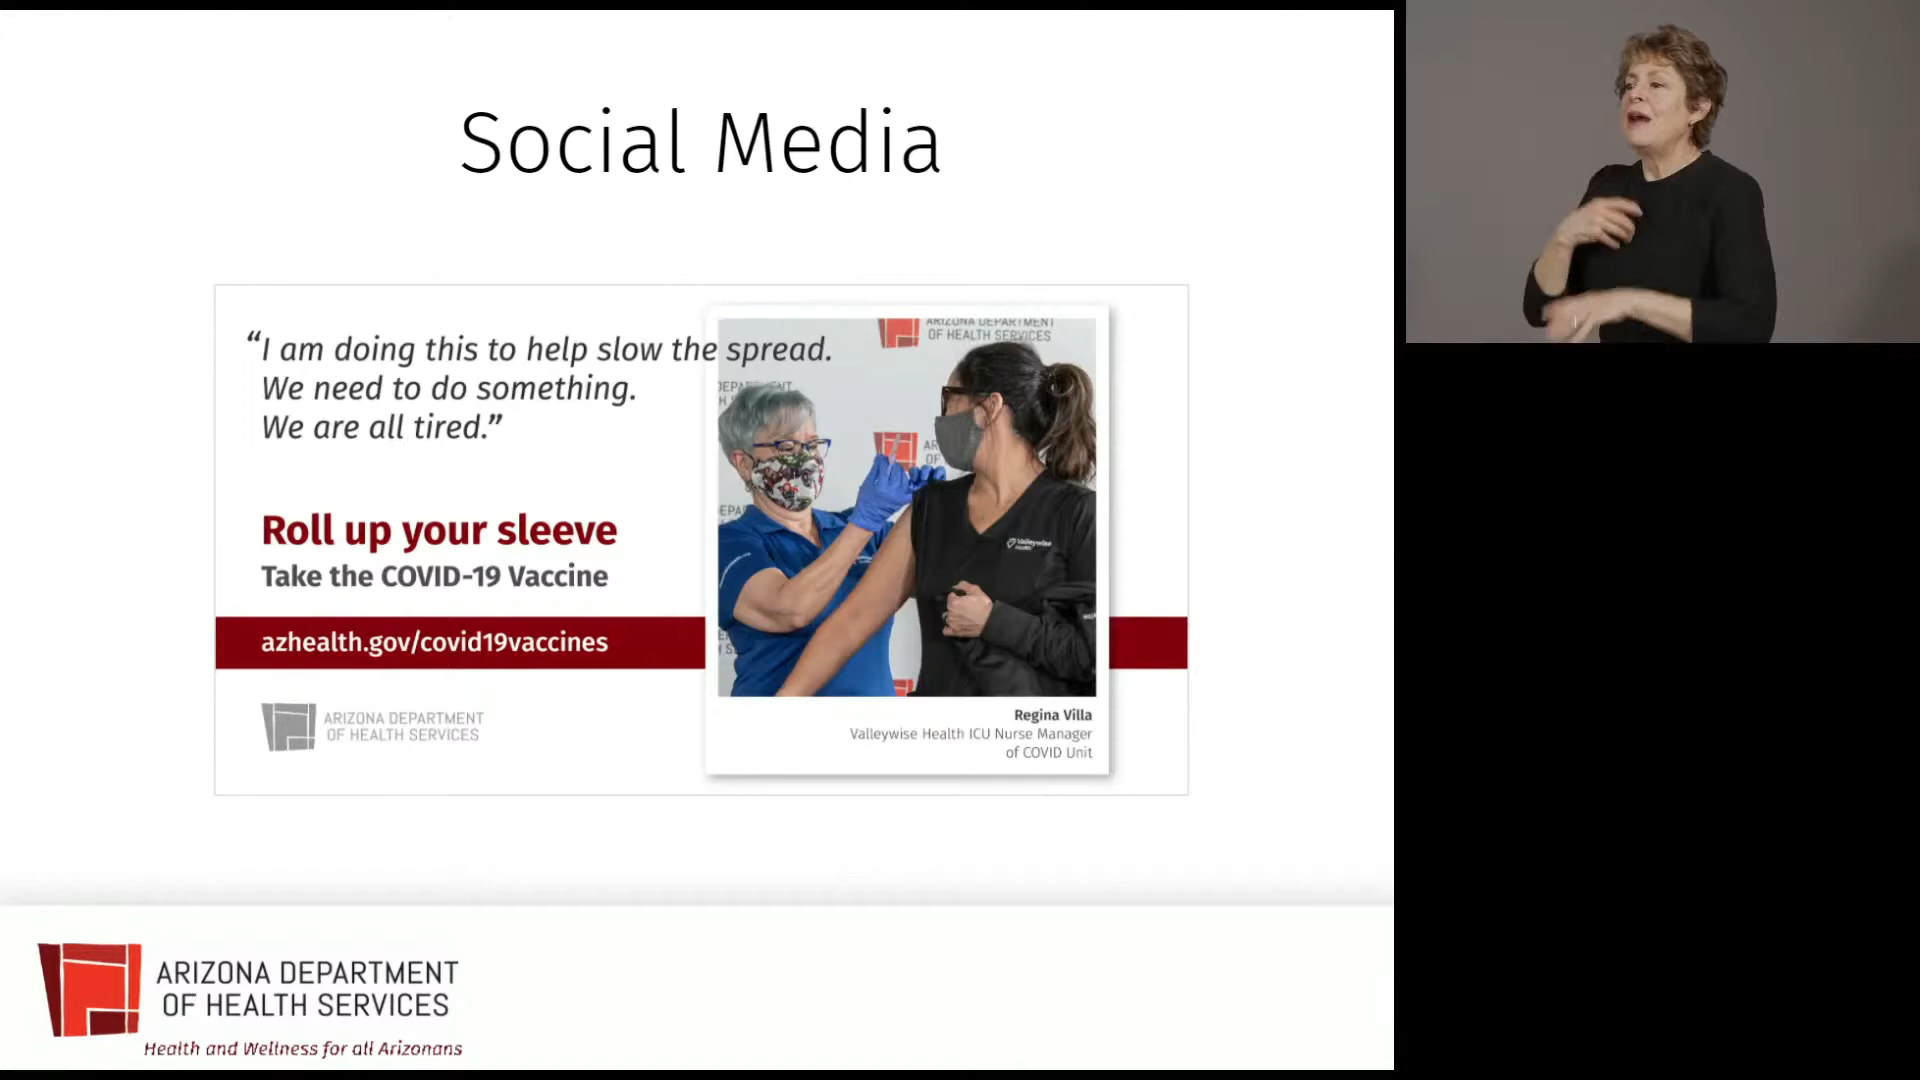 Social Media
“I am doing this to help slow the spread.
We need to do something.
We are all tired.”
Roll up your sleeve
Take the COVID-19 Vaccine
azhealth.gov/covid19vaccines
ARIZONA DEPARTMENT
OF HEALTH SERVICES
ARIZONA DEPARTMENT
OF HEALTH SERVICES
Valleywise
Health
Regina Villa
Valleywise Health ICU Nurse Manager
of COVID Unit
ARIZONA DEPARTMENT
OF HEALTH SERVICES
Health and Wellness for all Arizonans